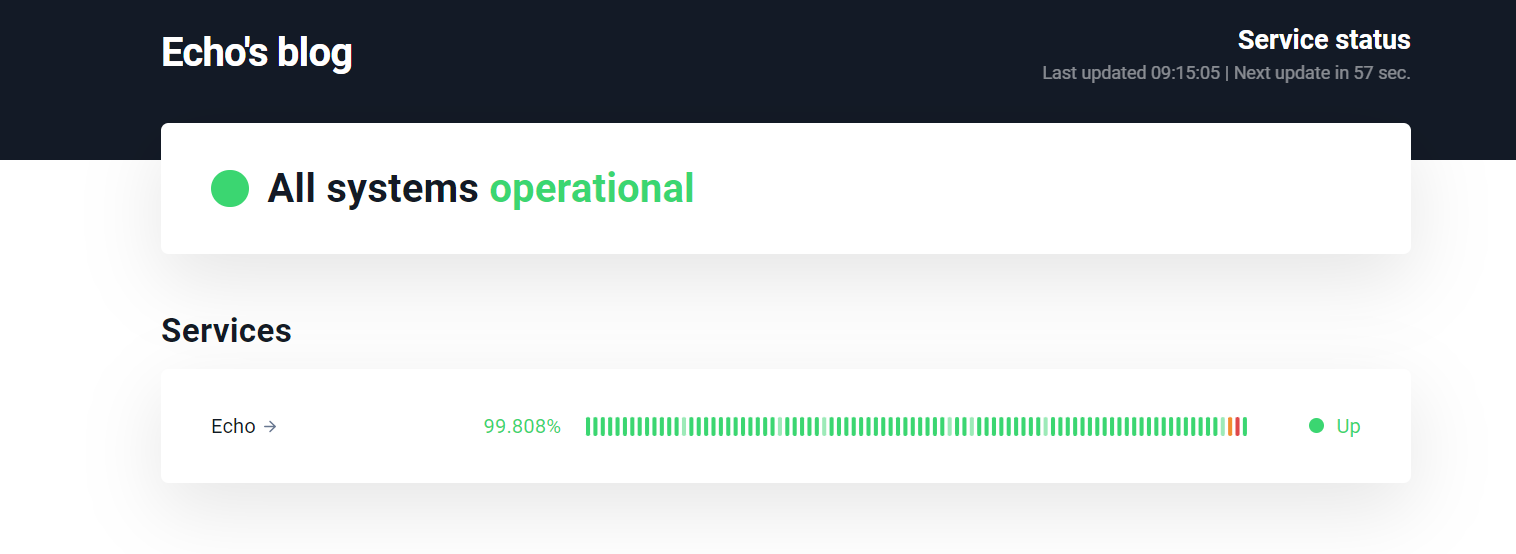 Echo's blog
Service status
Last updated 09:15:05 | Next update in 57 sec.
All systems operational
Services
Echo → 99.808% Up